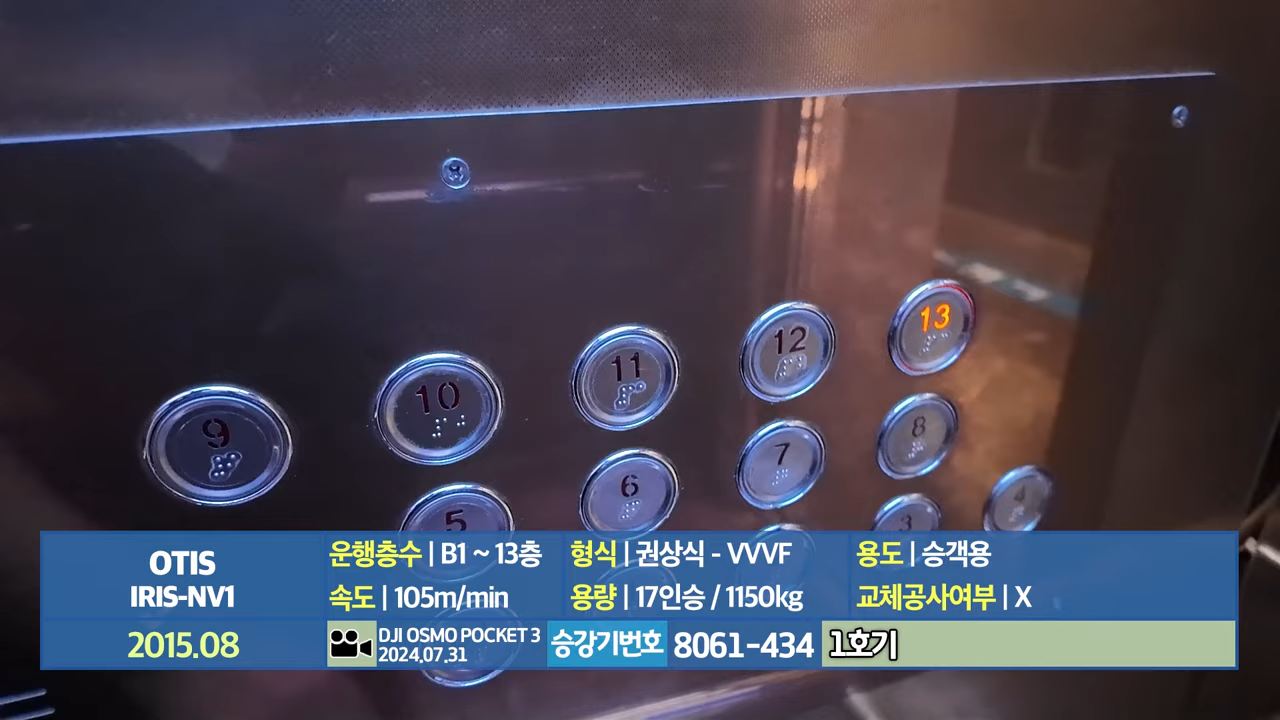 13
12
11
10
9
8
7
6
5
4
3
OTIS
IRIS-NV1
운행층수 | B1 ~ 13층
형식 | 권상식 - VVVF
용도 | 승객용
속도 | 105m/min
용량 | 17인승 / 1150kg
교체공사여부 | X
2015.08
DJI OSMO POCKET 3
2024.07.31
승강기번호
8061-434
1호기